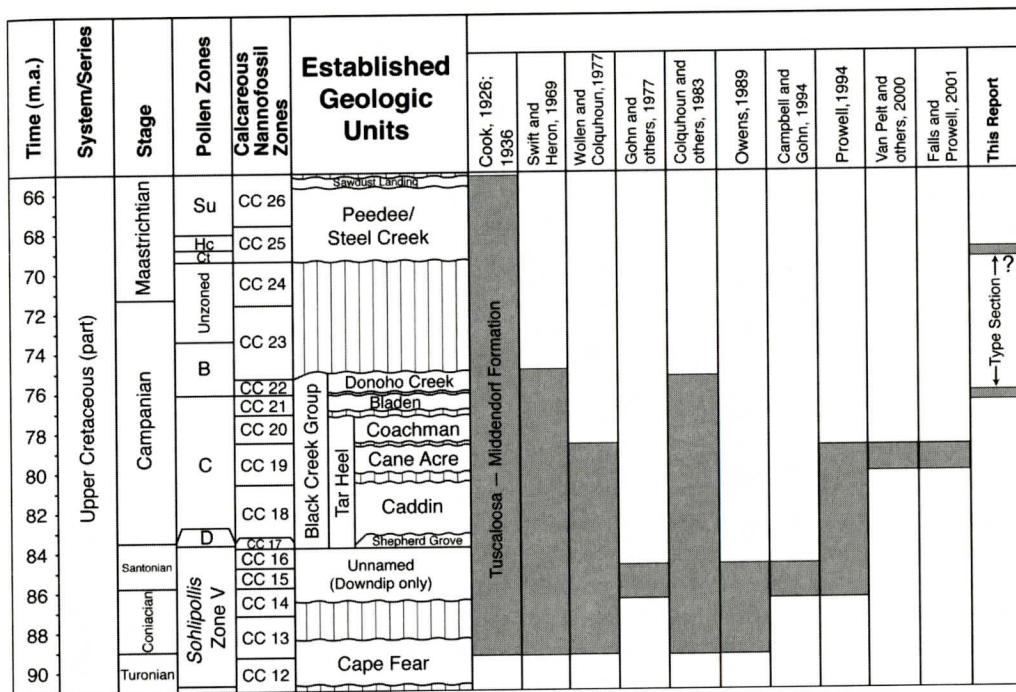 Time (m.a.)
System/Series
Stage
Pollen Zones
Calcareous
Nannofossil
Zones
Established
Geologic
Units
Cook, 1926;
1936
Swift and
Heron, 1969
Wollen and
Colquhoun, 1977
Gohn and
others, 1977
Colquhoun and
others, 1983
Owens, 1989
Campbell and
Gohn, 1994
Prowell, 1994
Van Pelt and
others, 2000
Falls and
Prowell, 2001
This Report
66
68
70
72
74
76
78
80
82
84
86
88
90
Upper Cretaceous (part)
Maastrichtian
Campanian
Santonian
Coniacian
Turonian
Su
Hc
Ct
Unzoned
B
C
D
Sohlipollis
Zone V
CC 26
CC 25
CC 24
CC 23
CC 22
CC 21
CC 20
CC 19
CC 18
CC 17
CC 16
CC 15
CC 14
CC 13
CC 12
Sawdust Landing
Peedee/
Steel Creek
Black Creek Group
Tar Heel
Donoho Creek
Bladen
Coachman
Cane Acre
Caddin
Shepherd Grove
Unnamed
(Downdip only)
Cape Fear
Tuscaloosa — Middendorf Formation
Type Section
?